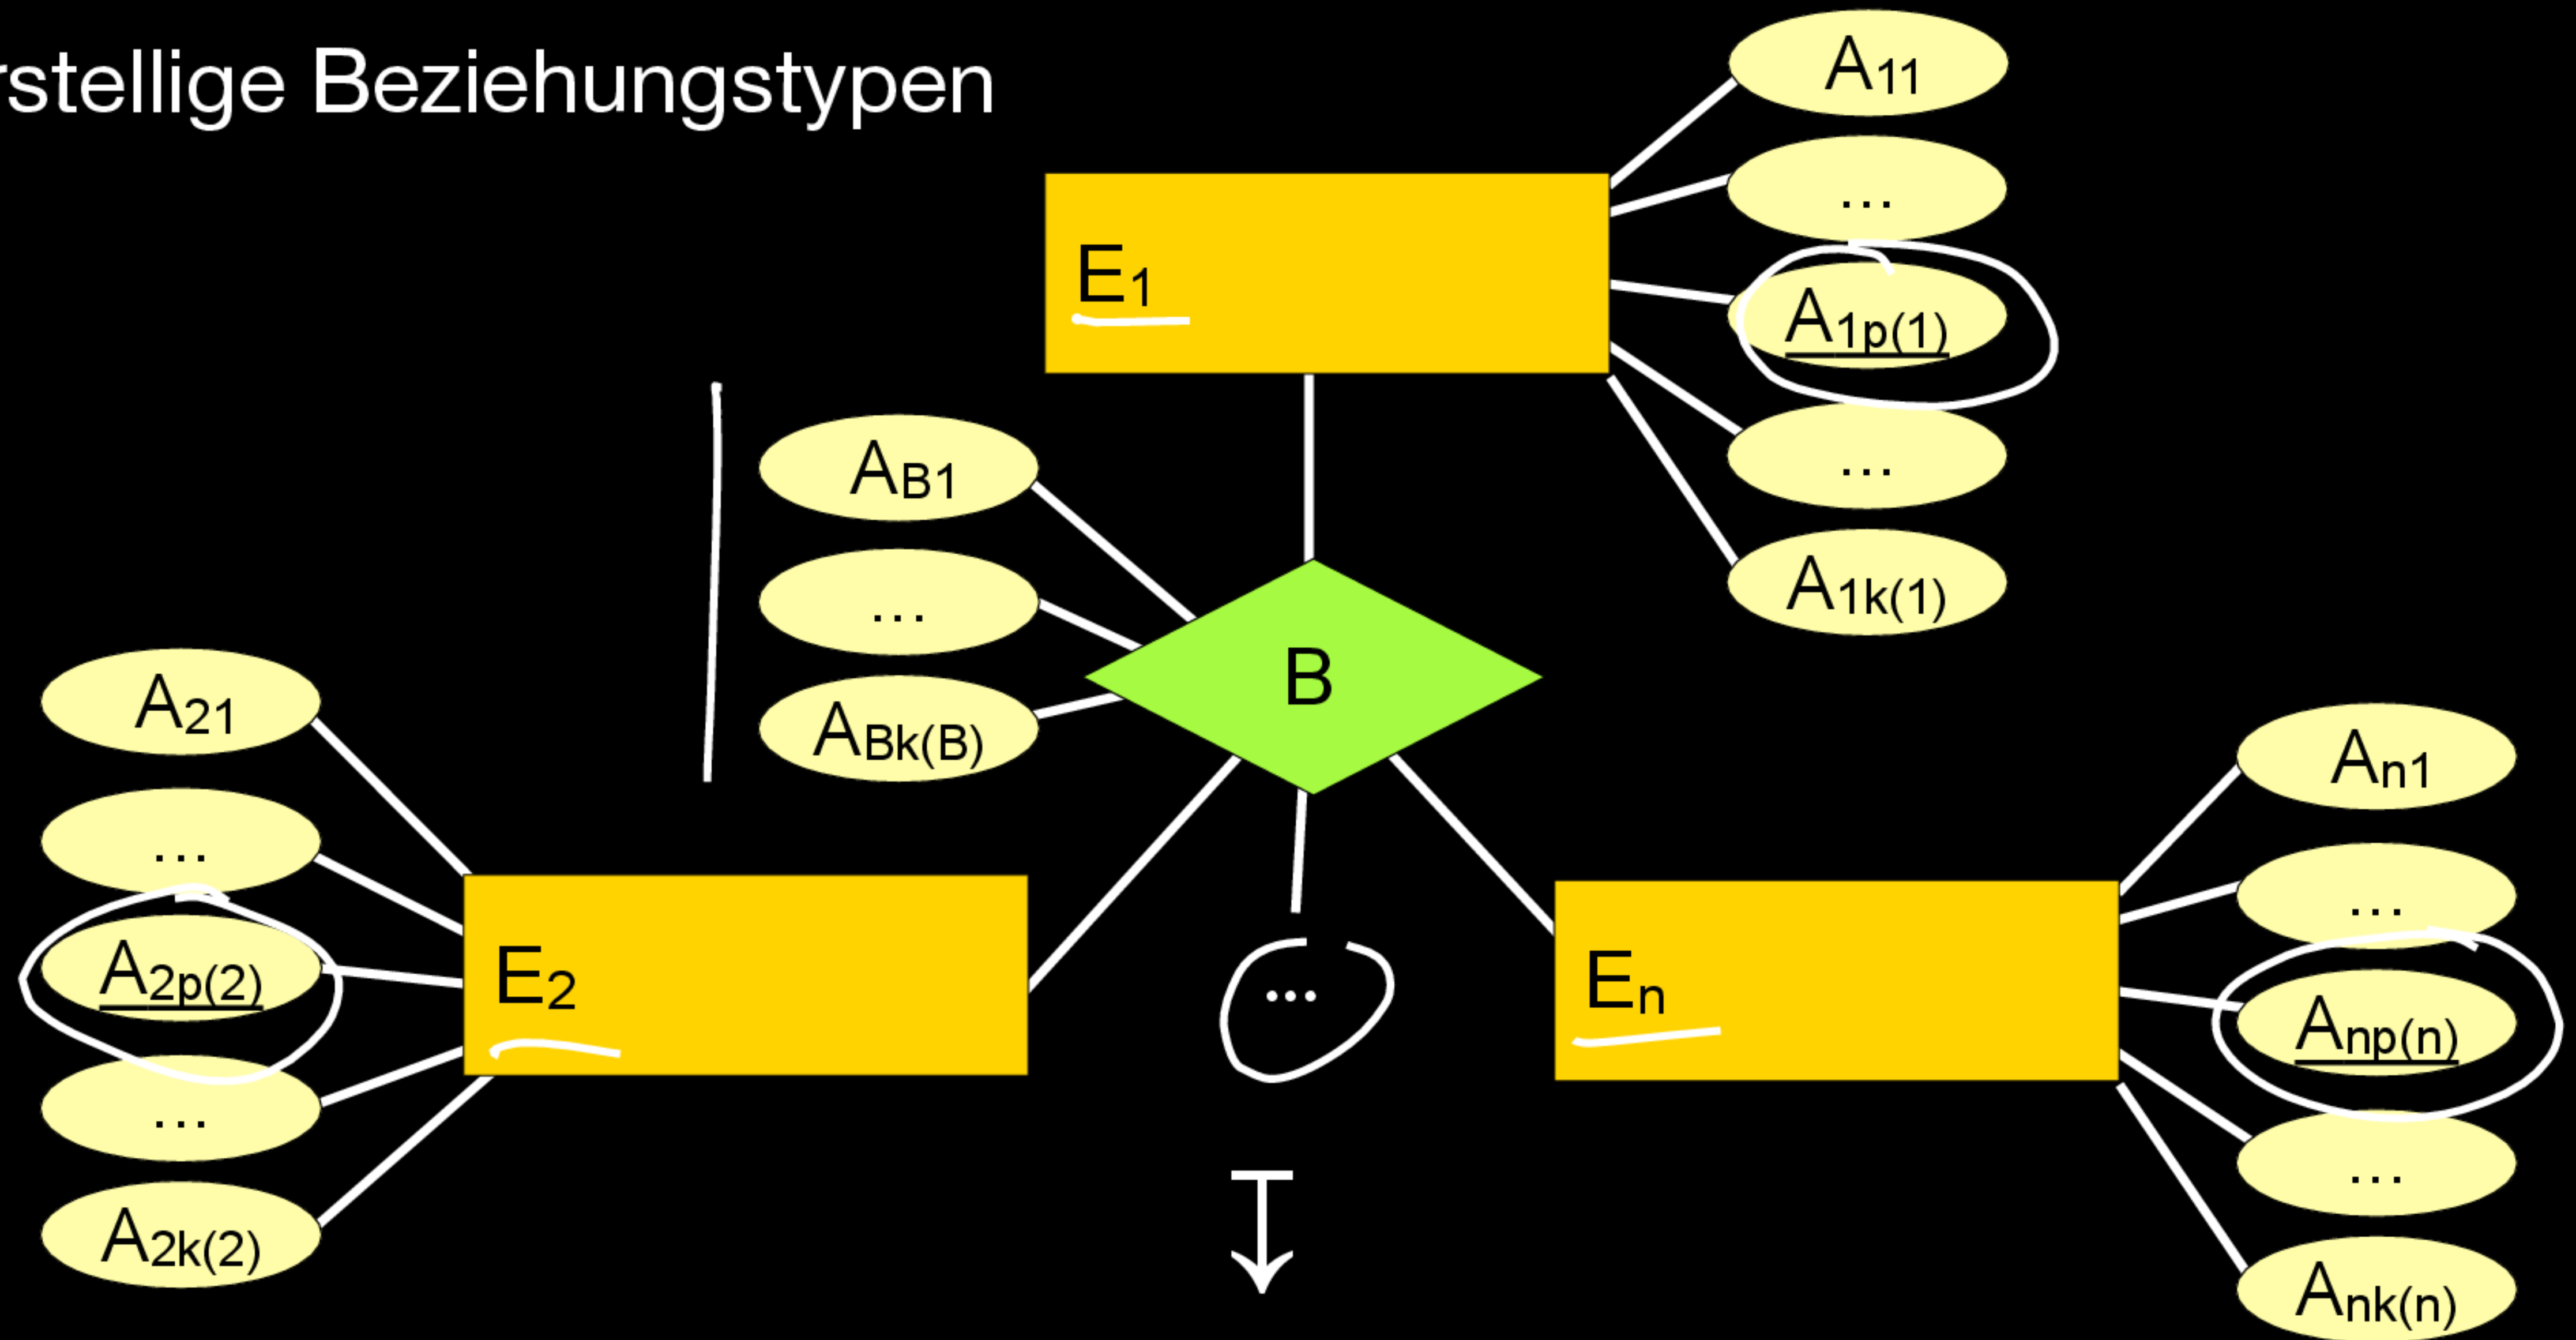 rstellige Beziehungstypen
A11
...
E1
A1p(1)
...
A1k(1)
AB1
...
ABk(B)
B
A21
...
A2p(2)
...
A2k(2)
E2
...
En
An1
...
Anp(n)
...
Ank(n)